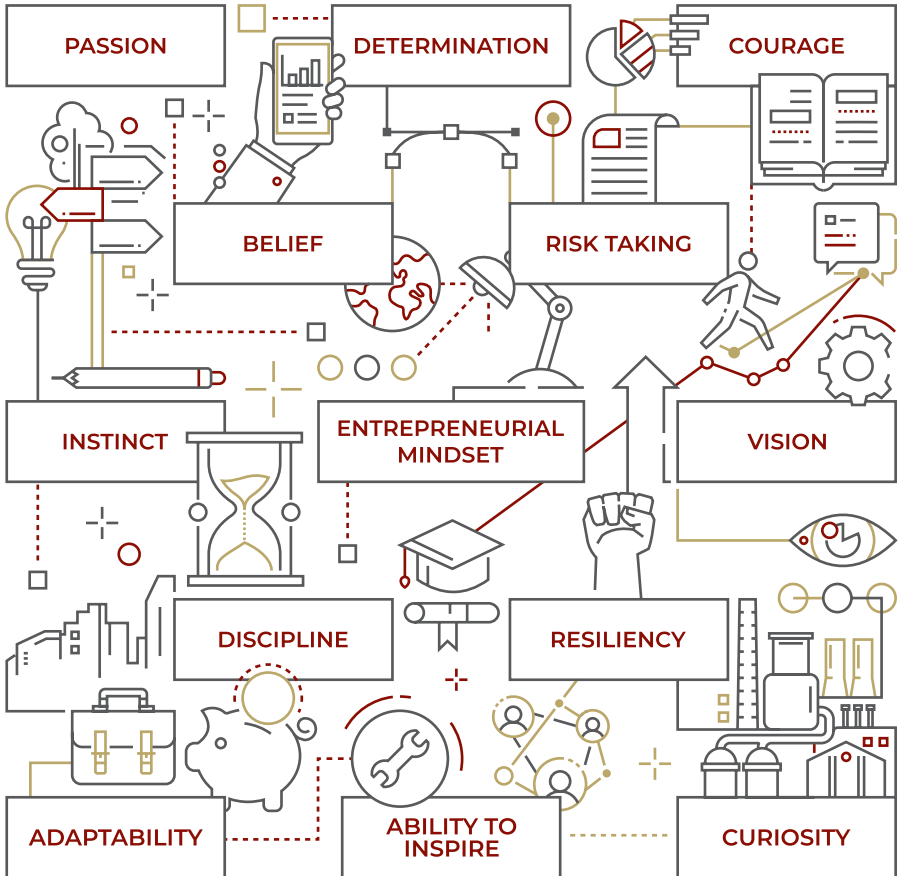 PASSION
DETERMINATION
COURAGE
BELIEF
RISK TAKING
INSTINCT
ENTREPRENEURIAL
MINDSET
VISION
DISCIPLINE
RESILIENCY
ADAPTABILITY
ABILITY TO
INSPIRE
CURIOSITY